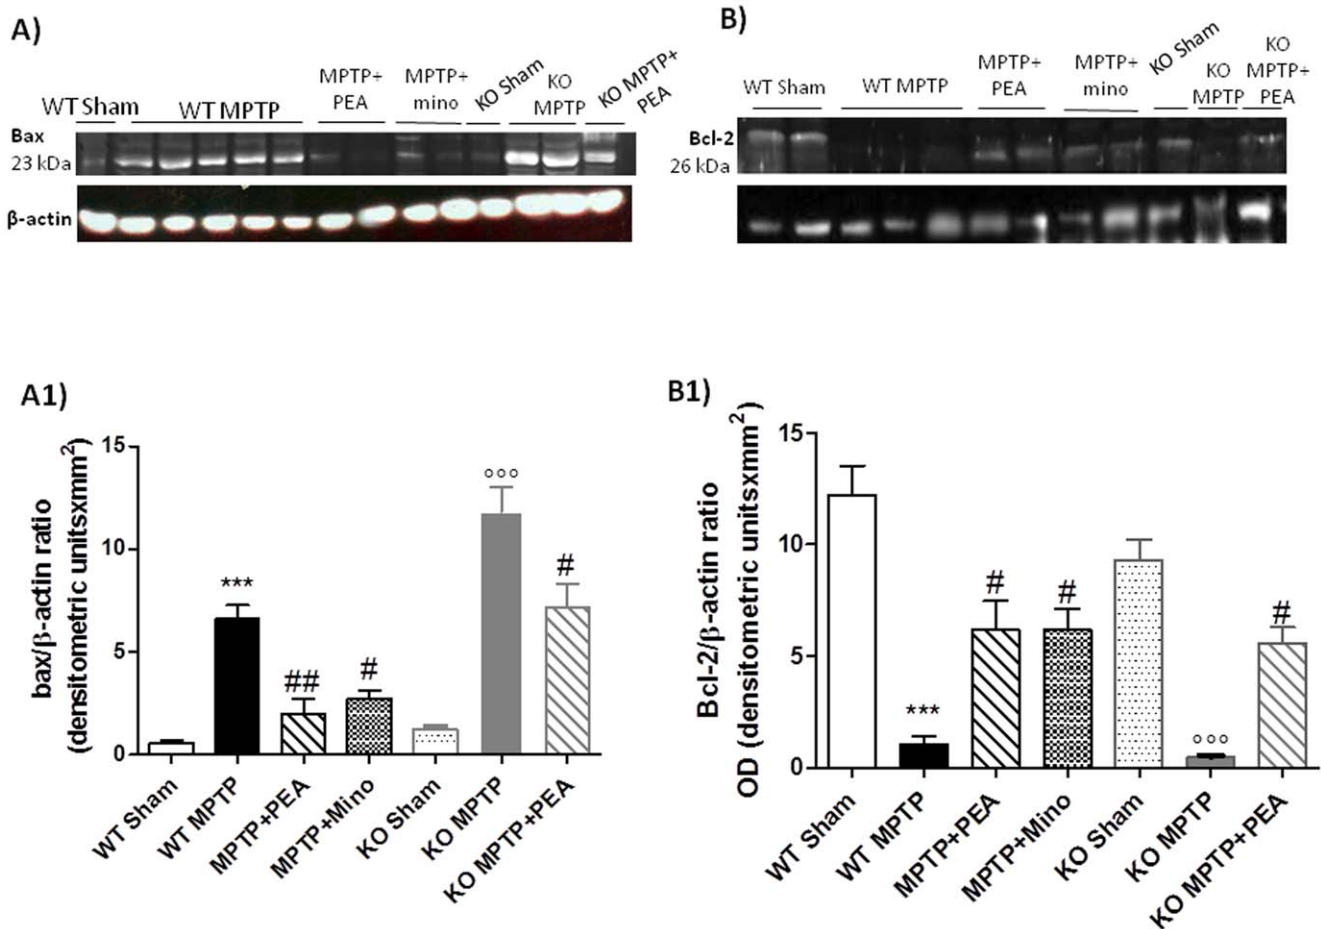 A)
WT Sham
WT MPTP
MPTP+
PEA
MPTP+
mino
KO Sham
KO
MPTP
KO MPTP+
PEA
Bax
23 kDa
β-actin
B)
WT Sham
WT MPTP
MPTP+
PEA
MPTP+
mino
KO Sham
KO
MPTP
KO
MPTP+
PEA
Bcl-2
26 kDa
A1)
bax/β-actin ratio
(densitometric unitsxmm²)
15
10
5
0
***
##
#
°°°
#
WT Sham
WT MPTP
MPTP+PEA
MPTP+Mino
KO Sham
KO MPTP
KO MPTP+PEA
B1)
Bcl-2/β-actin ratio
OD (densitometric unitsxmm²)
15
10
5
0
***
#
#
°°°
#
WT Sham
WT MPTP
MPTP+PEA
MPTP+Mino
KO Sham
KO MPTP
KO MPTP+PEA